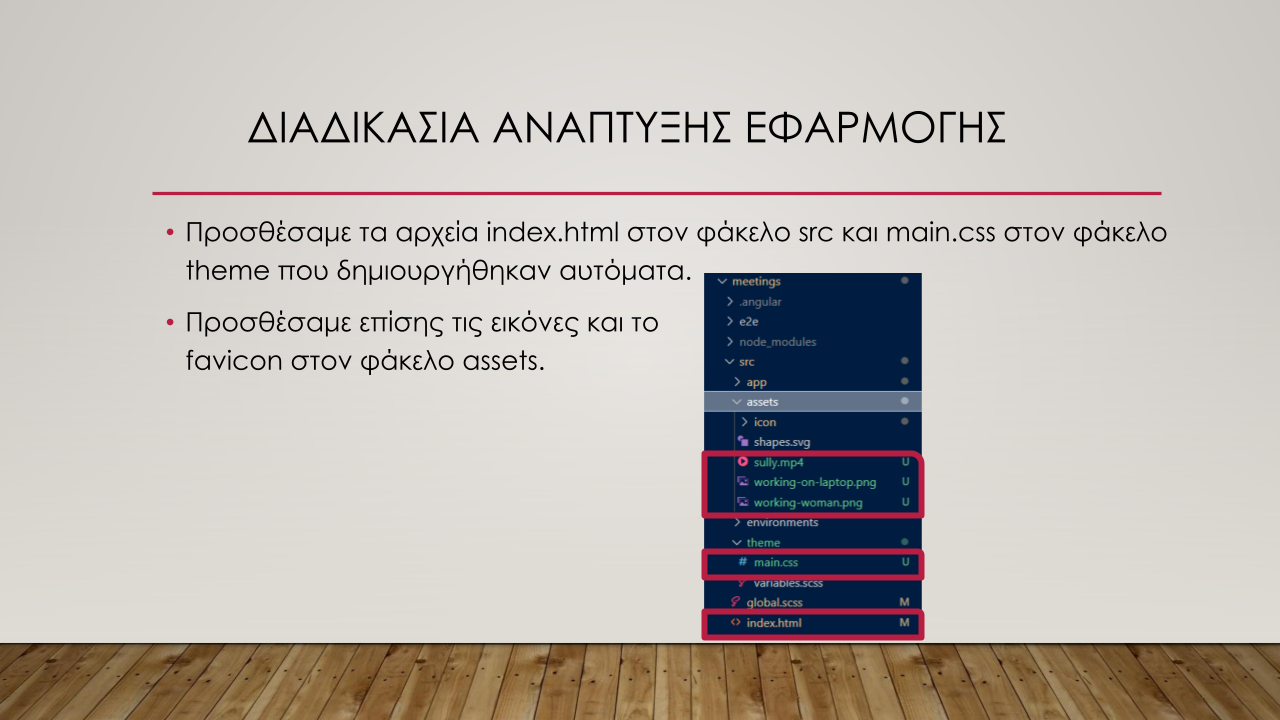 ΔΙΑΔΙΚΑΣΙΑ ΑΝΑΠΤΥΞΗΣ ΕΦΑΡΜΟΓΗΣ
• Προσθέσαμε τα αρχεία index.html στον φάκελο src και main.css στον φάκελο
theme που δημιουργήθηκαν αυτόματα.
• Προσθέσαμε επίσης τις εικόνες και το
favicon στον φάκελο assets.
meetings
.angular
e2e
node_modules
src
app
assets
icon
shapes.svg
sully.mp4 U
working-on-laptop.png U
working-woman.png U
environments
theme
# main.css U
variables.scss
global.scss M
<> index.html M